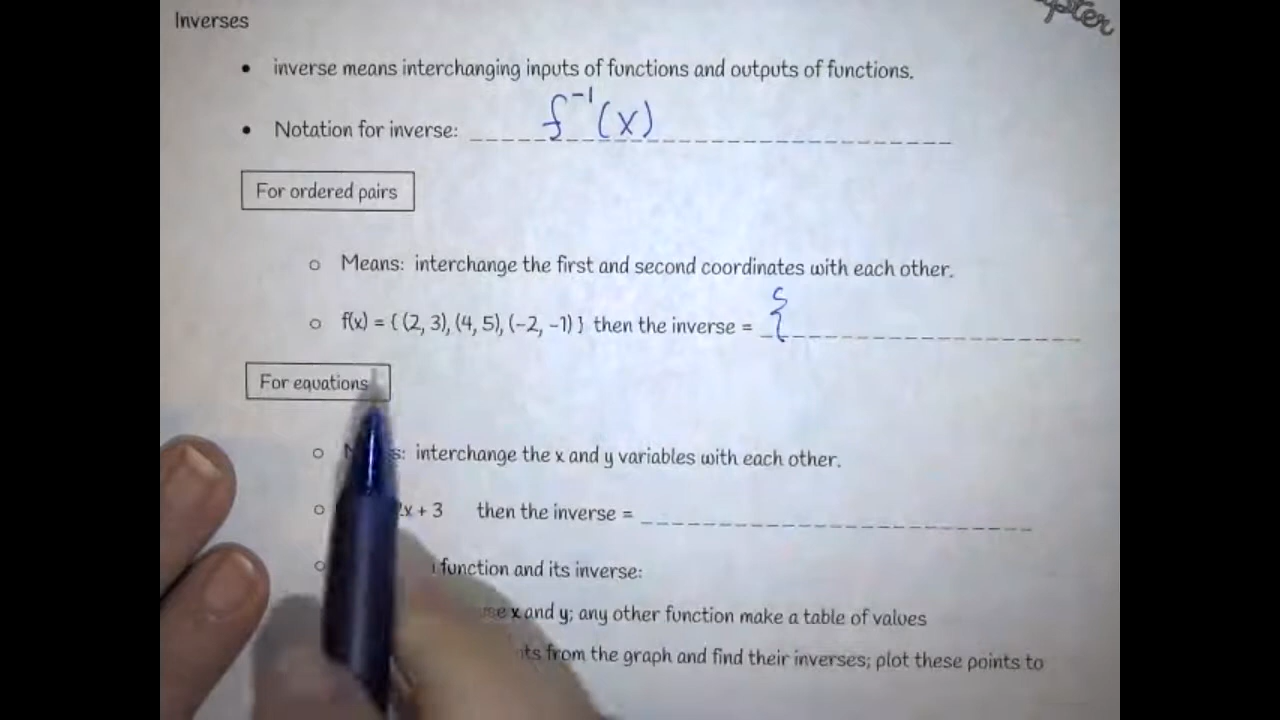 Inverses
• inverse means interchanging inputs of functions and outputs of functions.
• Notation for inverse: f⁻¹(x)
For ordered pairs
○ Means: interchange the first and second coordinates with each other.
○ f(x) = { (2, 3), (4, 5), (−2, −1) } then the inverse = {
For equations
○ interchange the x and y variables with each other.
○ 2x + 3 then the inverse =
○ function and its inverse:
x and y; any other function make a table of values
from the graph and find their inverses; plot these points to